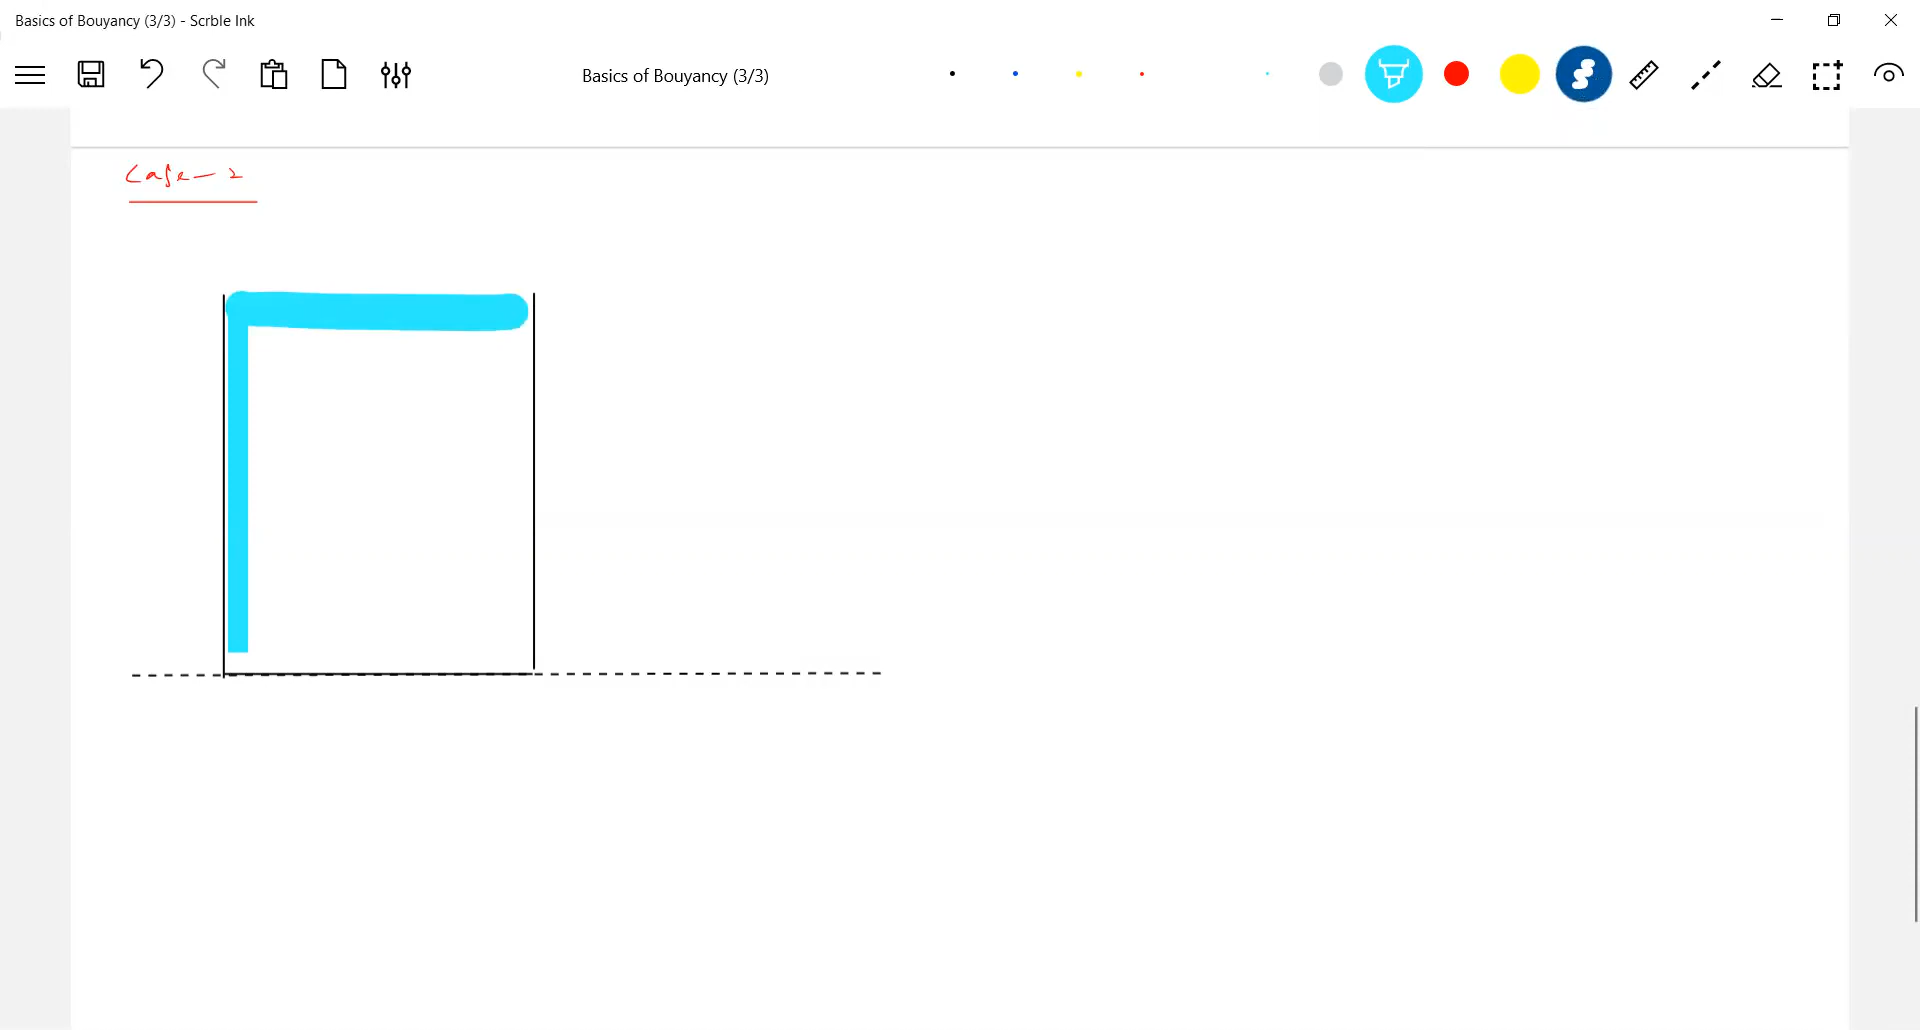 Basics of Bouyancy (3/3) - Scrble Ink
Basics of Bouyancy (3/3)
Case-2